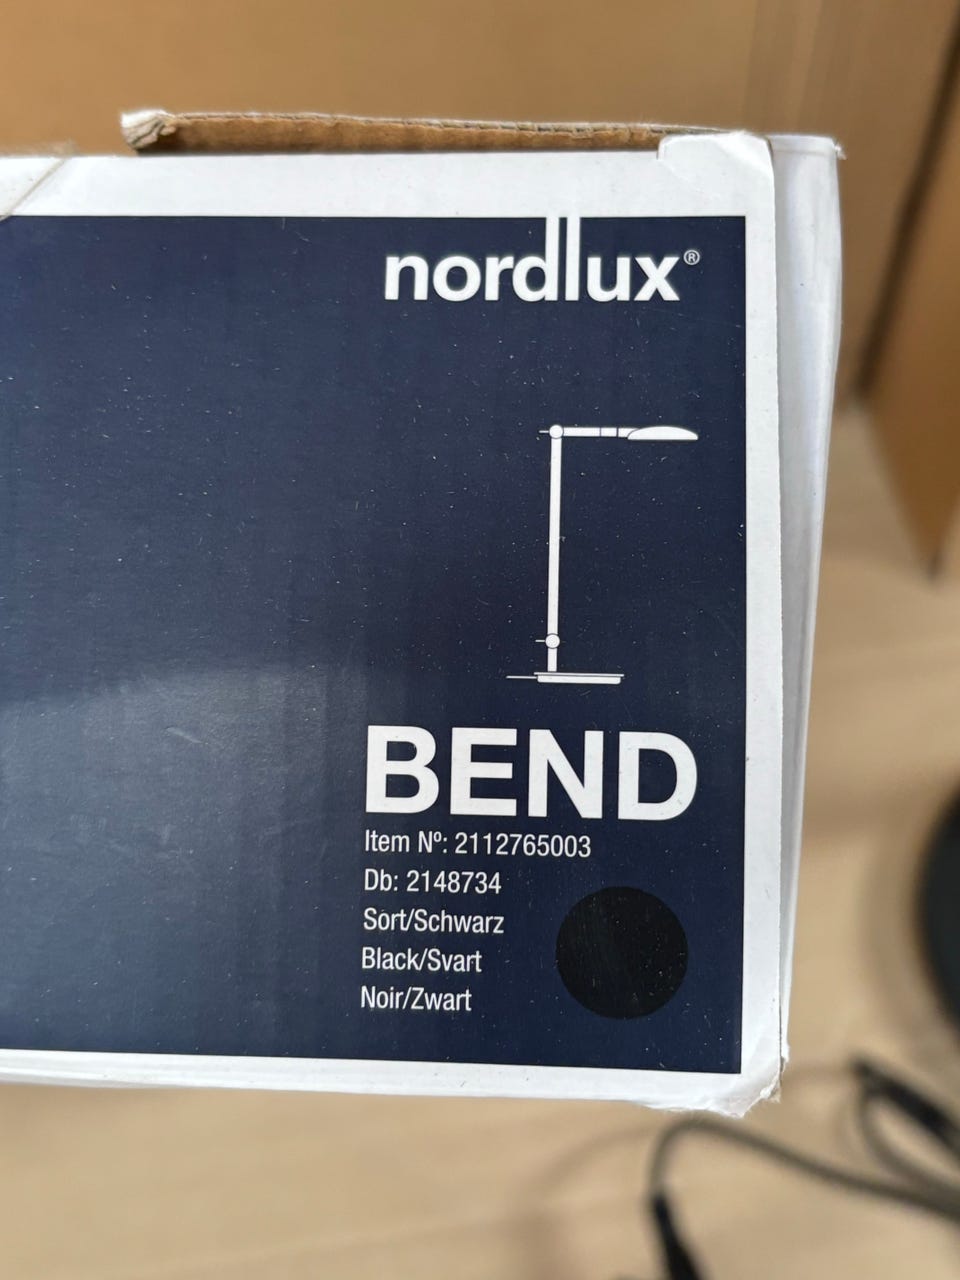 nordlux®
BEND
Item Nº: 2112765003
Db: 2148734
Sort/Schwarz
Black/Svart
Noir/Zwart